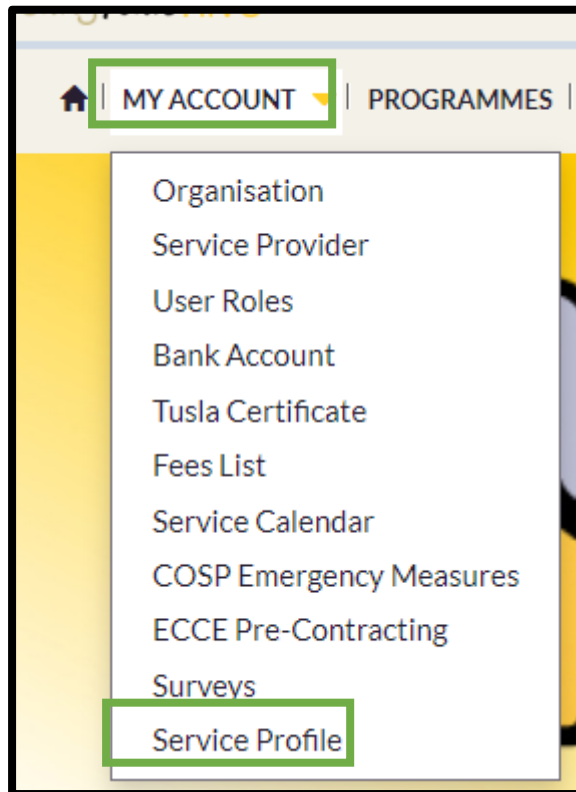 MY ACCOUNT | PROGRAMMES |
Organisation
Service Provider
User Roles
Bank Account
Tusla Certificate
Fees List
Service Calendar
COSP Emergency Measures
ECCE Pre-Contracting
Surveys
Service Profile